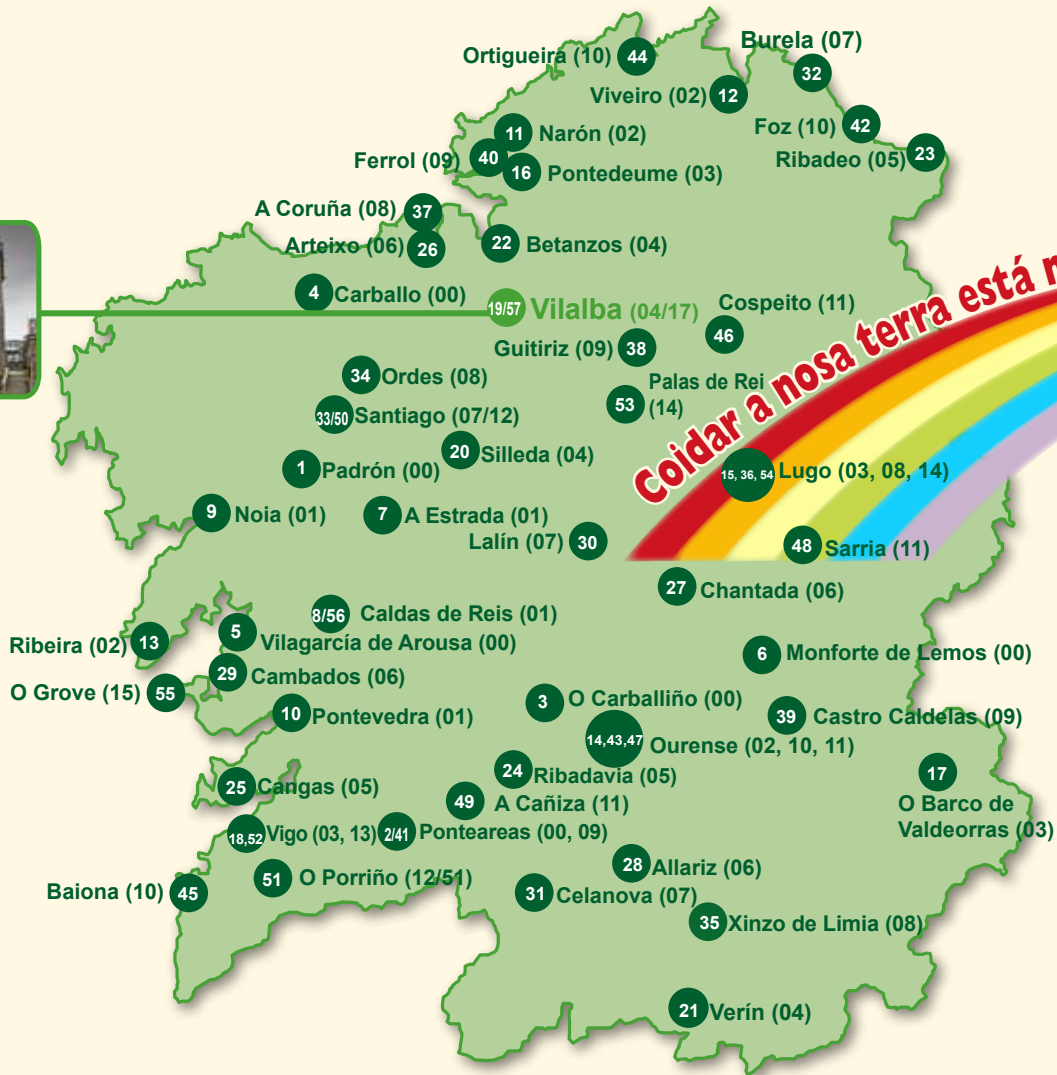 Ortigueira (10) 44
Burela (07)
32
Viveiro (02) 12
11 Narón (02)
Foz (10) 42
Ferrol (09) 40
Ribadeo (05) 23
16 Pontedeume (03)
A Coruña (08) 37
Arteixo (06) 26
22 Betanzos (04)
4 Carballo (00)
19/57 Vilalba (04/17)
Cospeito (11)
46
Guitiriz (09) 38
34 Ordes (08)
Palas de Rei
(14)
53
33/50 Santiago (07/12)
Coidar a nosa terra está
20 Silleda (04)
1 Padrón (00)
15, 36, 54 Lugo (03, 08, 14)
9 Noia (01)
7 A Estrada (01)
Lalín (07) 30
48 Sarria (11)
27 Chantada (06)
8/56 Caldas de Reis (01)
Ribeira (02) 13
5 Vilagarcía de Arousa (00)
6 Monforte de Lemos (00)
29 Cambados (06)
O Grove (15) 55
3 O Carballiño (00)
10 Pontevedra (01)
39 Castro Caldelas (09)
14,43,47 Ourense (02, 10, 11)
24 Ribadavia (05)
17
O Barco de
Valdeorras (03)
25 Cangas (05)
49 A Cañiza (11)
18,52 Vigo (03, 13)
2/41 Ponteareas (00, 09)
28 Allariz (06)
Baiona (10) 45
51 O Porriño (12/51)
31 Celanova (07)
35 Xinzo de Limia (08)
21 Verín (04)